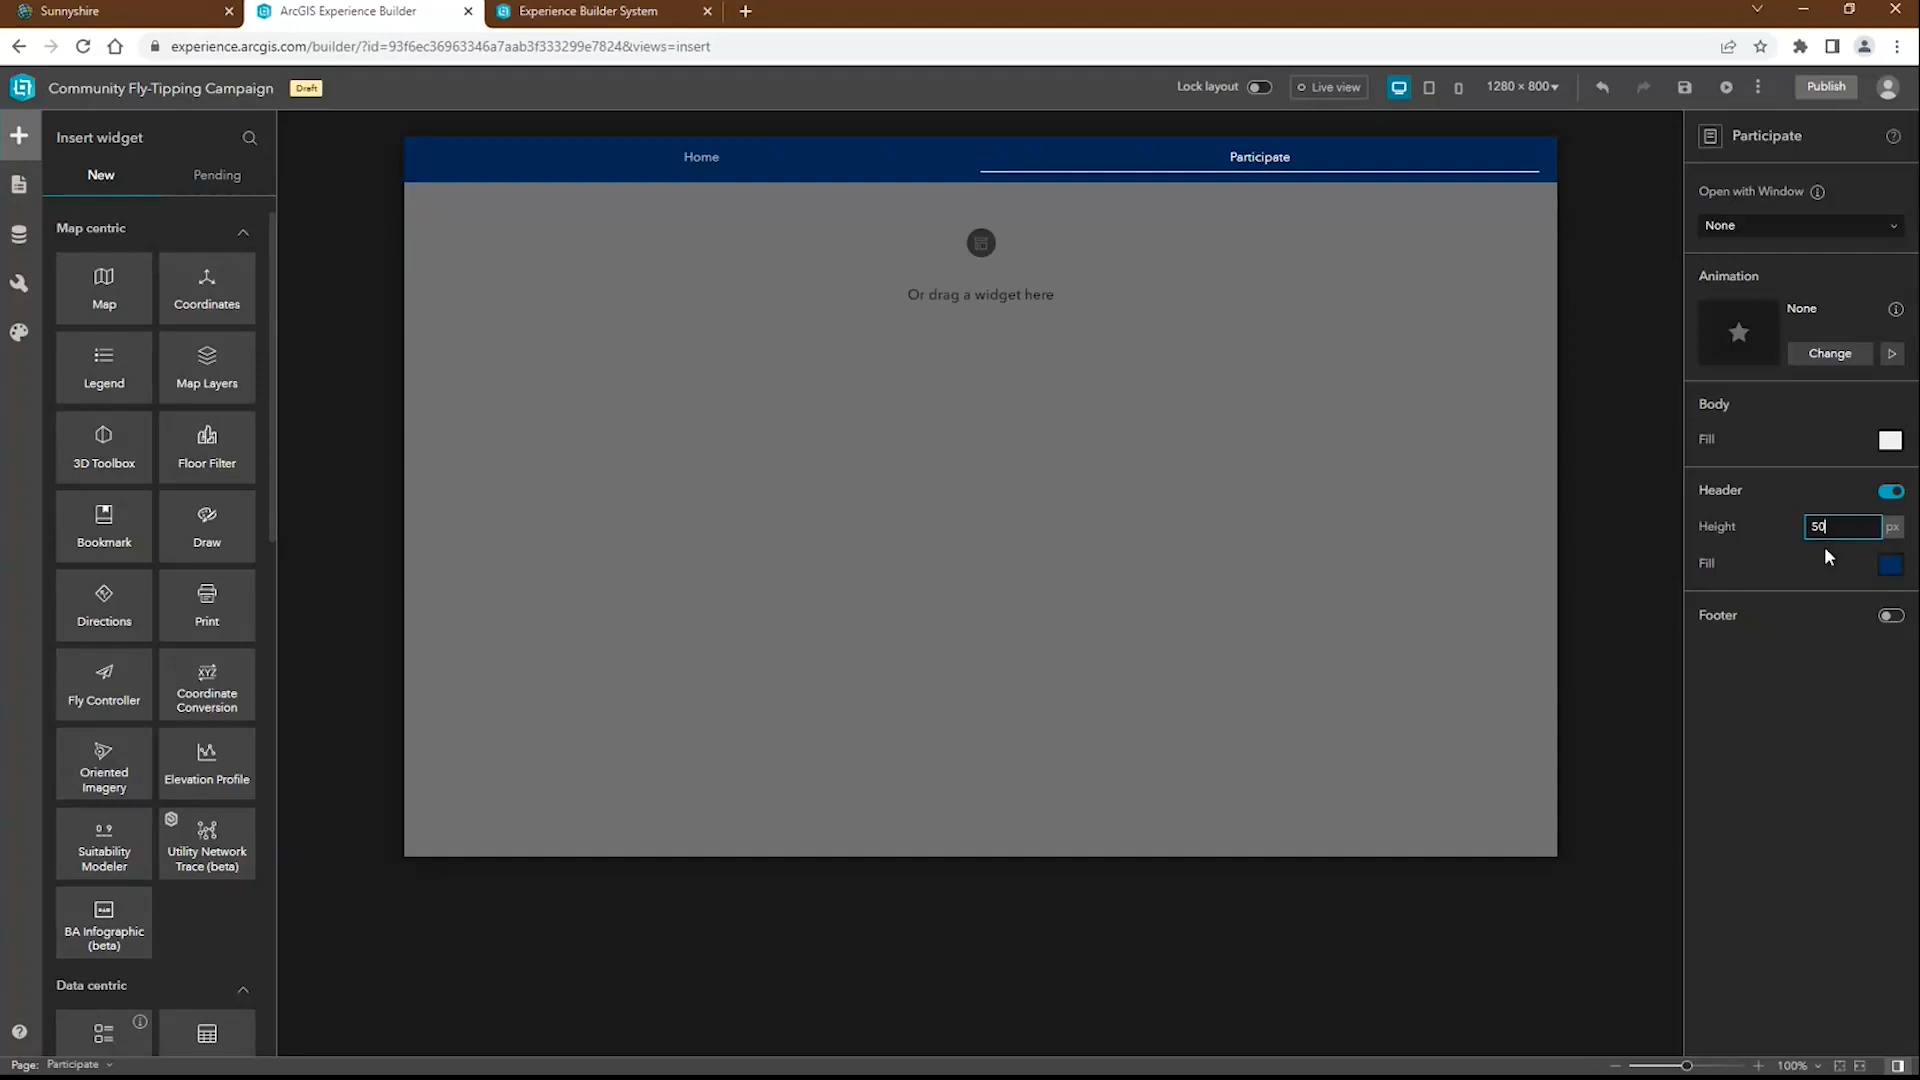 Sunnyshire
ArcGIS Experience Builder
Experience Builder System
experience.arcgis.com/builder/?id=93f6ec36963346a7aab3f333299e7824&views=insert
Community Fly-Tipping Campaign
Draft
Lock layout
Live view
1280 × 800
Publish
Insert widget
New
Pending
Map centric
Map
Coordinates
Legend
Map Layers
3D Toolbox
Floor Filter
Bookmark
Draw
Directions
Print
Fly Controller
Coordinate
Conversion
Oriented
Imagery
Elevation Profile
Suitability
Modeler
Utility Network
Trace (beta)
BA Infographic
(beta)
Data centric
Home
Participate
Or drag a widget here
Participate
Open with Window
None
Animation
None
Change
Body
Fill
Header
Height
50
px
Fill
Footer
Page: Participate
100%